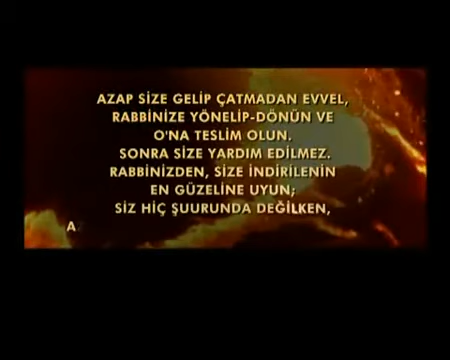 AZAP SİZE GELİP ÇATMADAN EVVEL,
RABBİNİZE YÖNELİP-DÖNÜN VE
O'NA TESLİM OLUN.
SONRA SİZE YARDIM EDİLMEZ.
RABBİNİZDEN, SİZE İNDİRİLENİN
EN GÜZELİNE UYUN;
SİZ HİÇ ŞUURUNDA DEĞİLKEN,
A